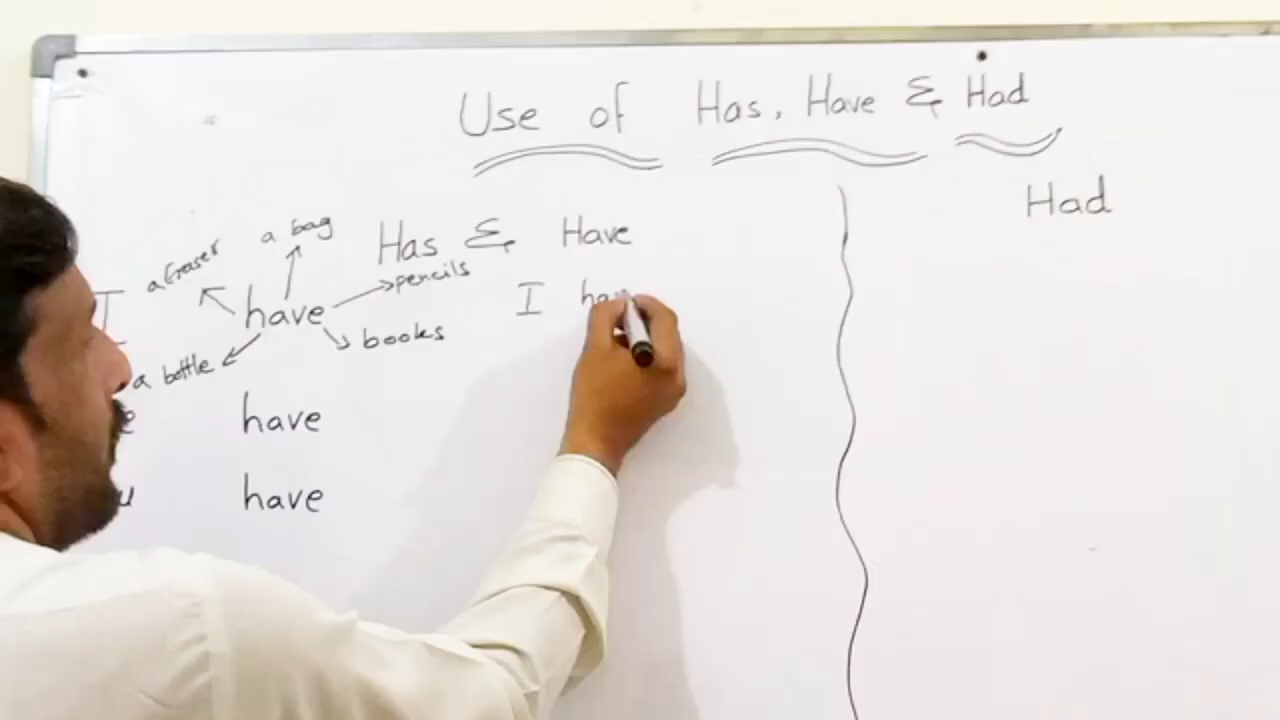 Use of Has, Have & Had
Had
Has & Have
a bag
a Eraser
pencils
I have
I
books
a bottle
have
have